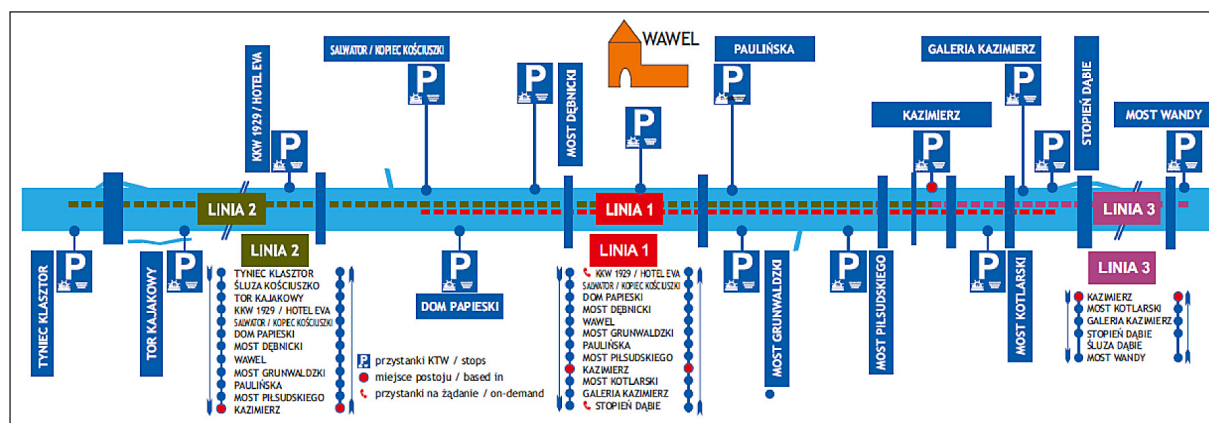 SALWATOR / KOPIEC KOŚCIUSZKI
WAWEL
PAULIŃSKA
GALERIA KAZIMIERZ
KKW 1929 / HOTEL EVA
P
P
MOST DĘBNICKI
P
P
P
P
KAZIMIERZ
P
P
STOPIEŃ DĄBIE
MOST WANDY
P
P
LINIA 2
LINIA 1
LINIA 3
TYNIEC KLASZTOR
P
TOR KAJAKOWY
P
LINIA 2
TYNIEC KLASZTOR
ŚLUZA KOŚCIUSZKO
TOR KAJAKOWY
KKW 1929 / HOTEL EVA
SALWATOR / KOPIEC KOŚCIUSZKI
DOM PAPIESKI
MOST DĘBNICKI
WAWEL
MOST GRUNWALDZKI
PAULIŃSKA
MOST PIŁSUDSKIEGO
KAZIMIERZ
P
DOM PAPIESKI
P przystanki KTW / stops
miejsce postoju / based in
przystanki na żądanie / on-demand
LINIA 1
KKW 1929 / HOTEL EVA
SALWATOR / KOPIEC KOŚCIUSZKI
DOM PAPIESKI
MOST DĘBNICKI
WAWEL
MOST GRUNWALDZKI
PAULIŃSKA
MOST PIŁSUDSKIEGO
KAZIMIERZ
MOST KOTLARSKI
GALERIA KAZIMIERZ
STOPIEŃ DĄBIE
P
MOST GRUNWALDZKI
P
MOST PIŁSUDSKIEGO
P
MOST KOTLARSKI
LINIA 3
KAZIMIERZ
MOST KOTLARSKI
GALERIA KAZIMIERZ
STOPIEŃ DĄBIE
ŚLUZA DĄBIE
MOST WANDY